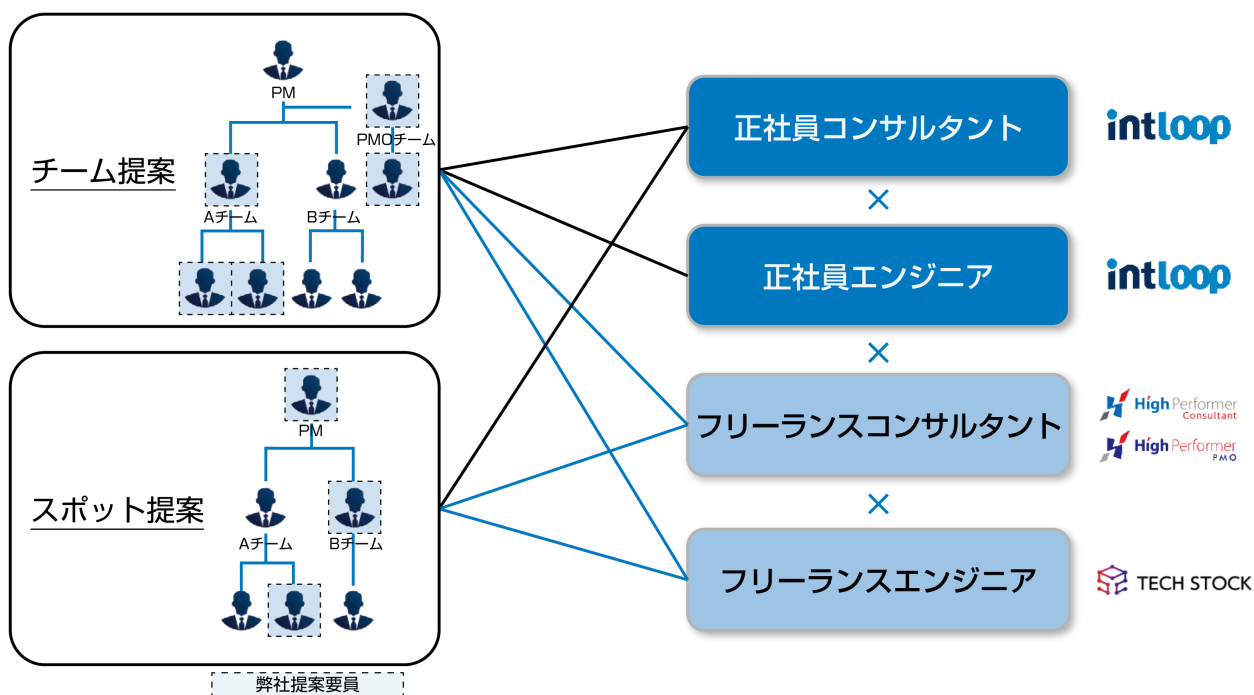 PM
PMOチーム
チーム提案
Aチーム
Bチーム
PM
スポット提案
Aチーム
Bチーム
弊社提案要員
正社員コンサルタント
intloop
×
正社員エンジニア
intloop
×
フリーランスコンサルタント
High Performer
Consultant
High Performer
PMO
×
フリーランスエンジニア
TECH STOCK